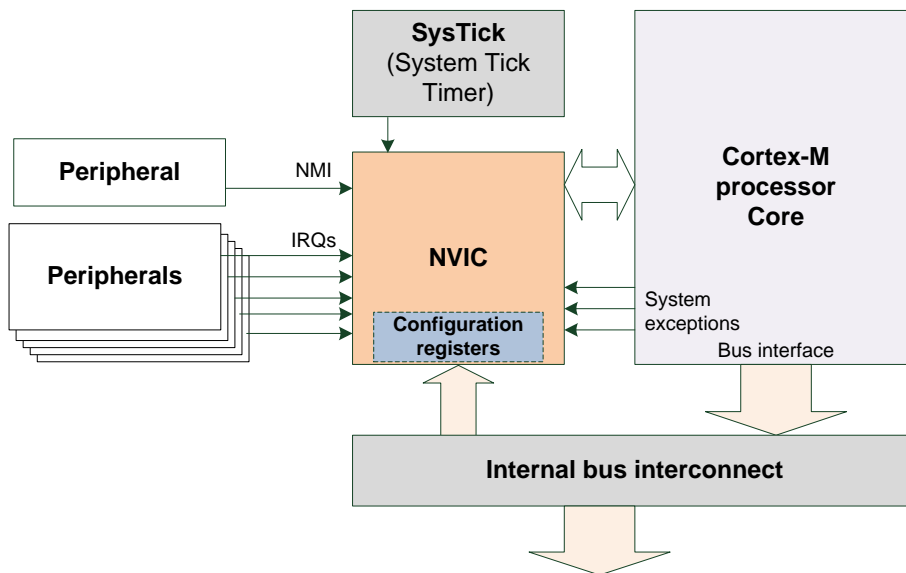 SysTick
(System Tick
Timer)
Peripheral
NMI
Cortex-M
processor
Core
Peripherals
IRQs
NVIC
System
exceptions
Configuration
registers
Bus interface
Internal bus interconnect